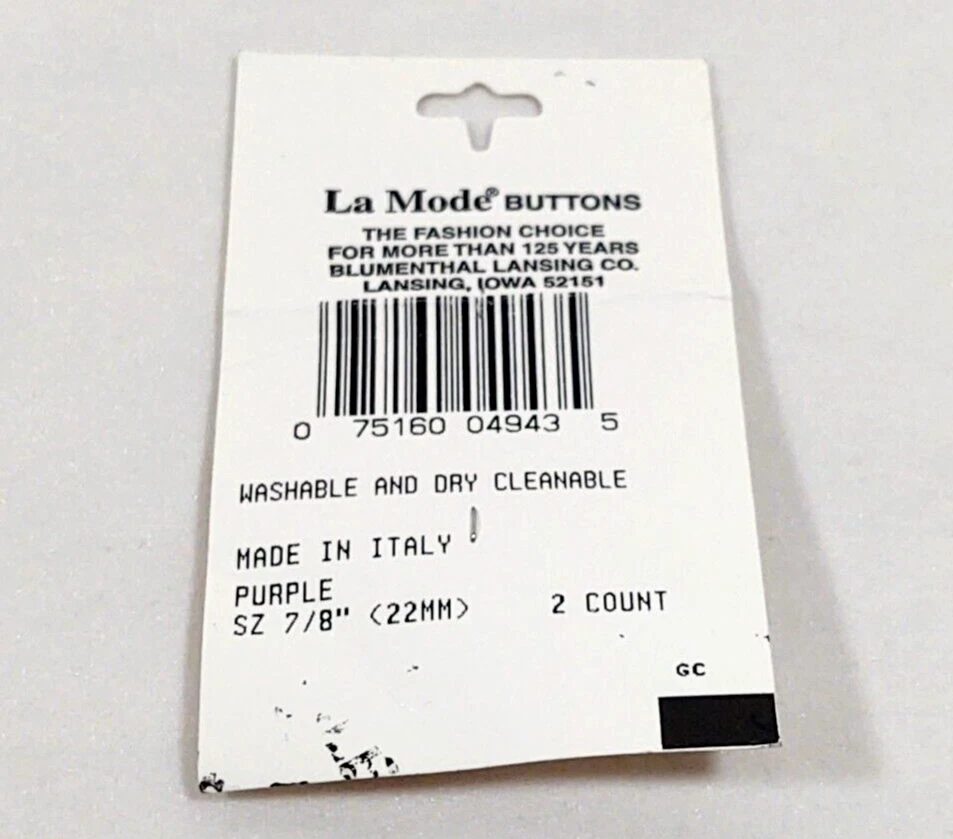 La Mode® BUTTONS
THE FASHION CHOICE
FOR MORE THAN 125 YEARS
BLUMENTHAL LANSING CO.
LANSING, IOWA 52151
0 75160 04943 5
WASHABLE AND DRY CLEANABLE
MADE IN ITALY
PURPLE
SZ 7/8" (22MM) 2 COUNT
GC